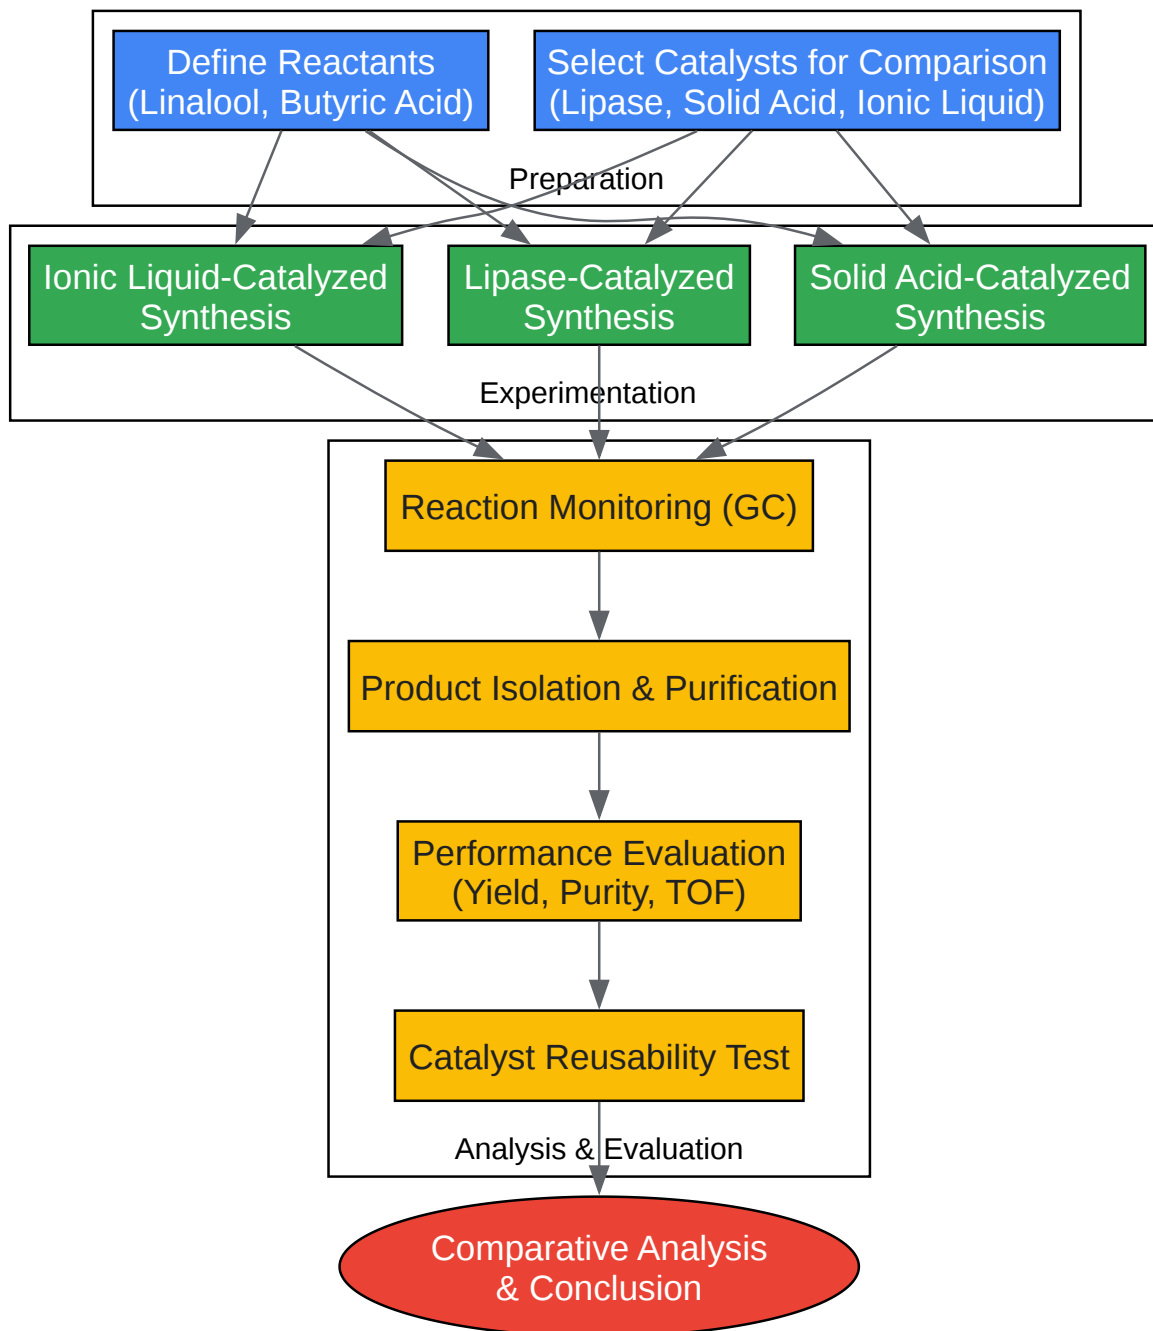 Define Reactants
(Linalool, Butyric Acid)
Select Catalysts for Comparison
(Lipase, Solid Acid, Ionic Liquid)
Preparation
Ionic Liquid-Catalyzed
Synthesis
Lipase-Catalyzed
Synthesis
Solid Acid-Catalyzed
Synthesis
Experimentation
Reaction Monitoring (GC)
Product Isolation & Purification
Performance Evaluation
(Yield, Purity, TOF)
Catalyst Reusability Test
Analysis & Evaluation
Comparative Analysis
& Conclusion